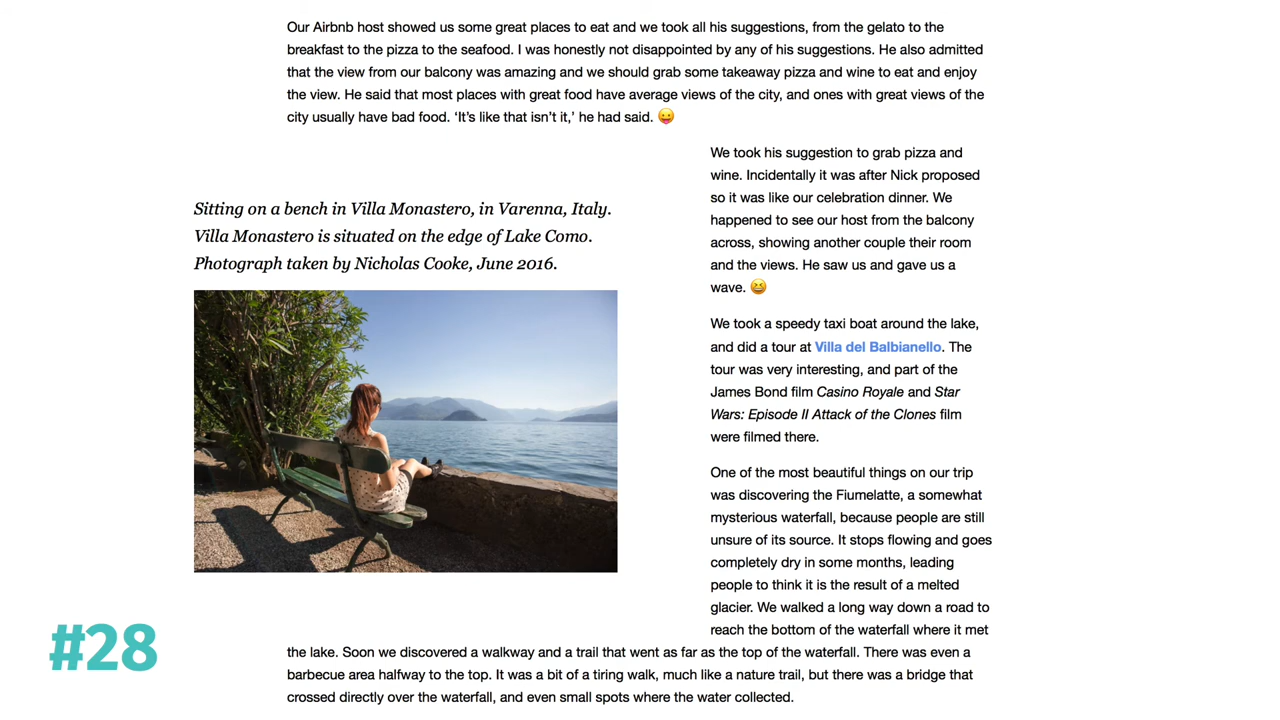 Our Airbnb host showed us some great places to eat and we took all his suggestions, from the gelato to the
breakfast to the pizza to the seafood. I was honestly not disappointed by any of his suggestions. He also admitted
that the view from our balcony was amazing and we should grab some takeaway pizza and wine to eat and enjoy
the view. He said that most places with great food have average views of the city, and ones with great views of the
city usually have bad food. ‘It’s like that isn’t it,’ he had said. 😛
Sitting on a bench in Villa Monastero, in Varenna, Italy.
Villa Monastero is situated on the edge of Lake Como.
Photograph taken by Nicholas Cooke, June 2016.
We took his suggestion to grab pizza and
wine. Incidentally it was after Nick proposed
so it was like our celebration dinner. We
happened to see our host from the balcony
across, showing another couple their room
and the views. He saw us and gave us a
wave. 😆
We took a speedy taxi boat around the lake,
and did a tour at Villa del Balbianello. The
tour was very interesting, and part of the
James Bond film Casino Royale and Star
Wars: Episode II Attack of the Clones film
were filmed there.
One of the most beautiful things on our trip
was discovering the Fiumelatte, a somewhat
mysterious waterfall, because people are still
unsure of its source. It stops flowing and goes
completely dry in some months, leading
people to think it is the result of a melted
glacier. We walked a long way down a road to
reach the bottom of the waterfall where it met
the lake. Soon we discovered a walkway and a trail that went as far as the top of the waterfall. There was even a
barbecue area halfway to the top. It was a bit of a tiring walk, much like a nature trail, but there was a bridge that
crossed directly over the waterfall, and even small spots where the water collected.
#28